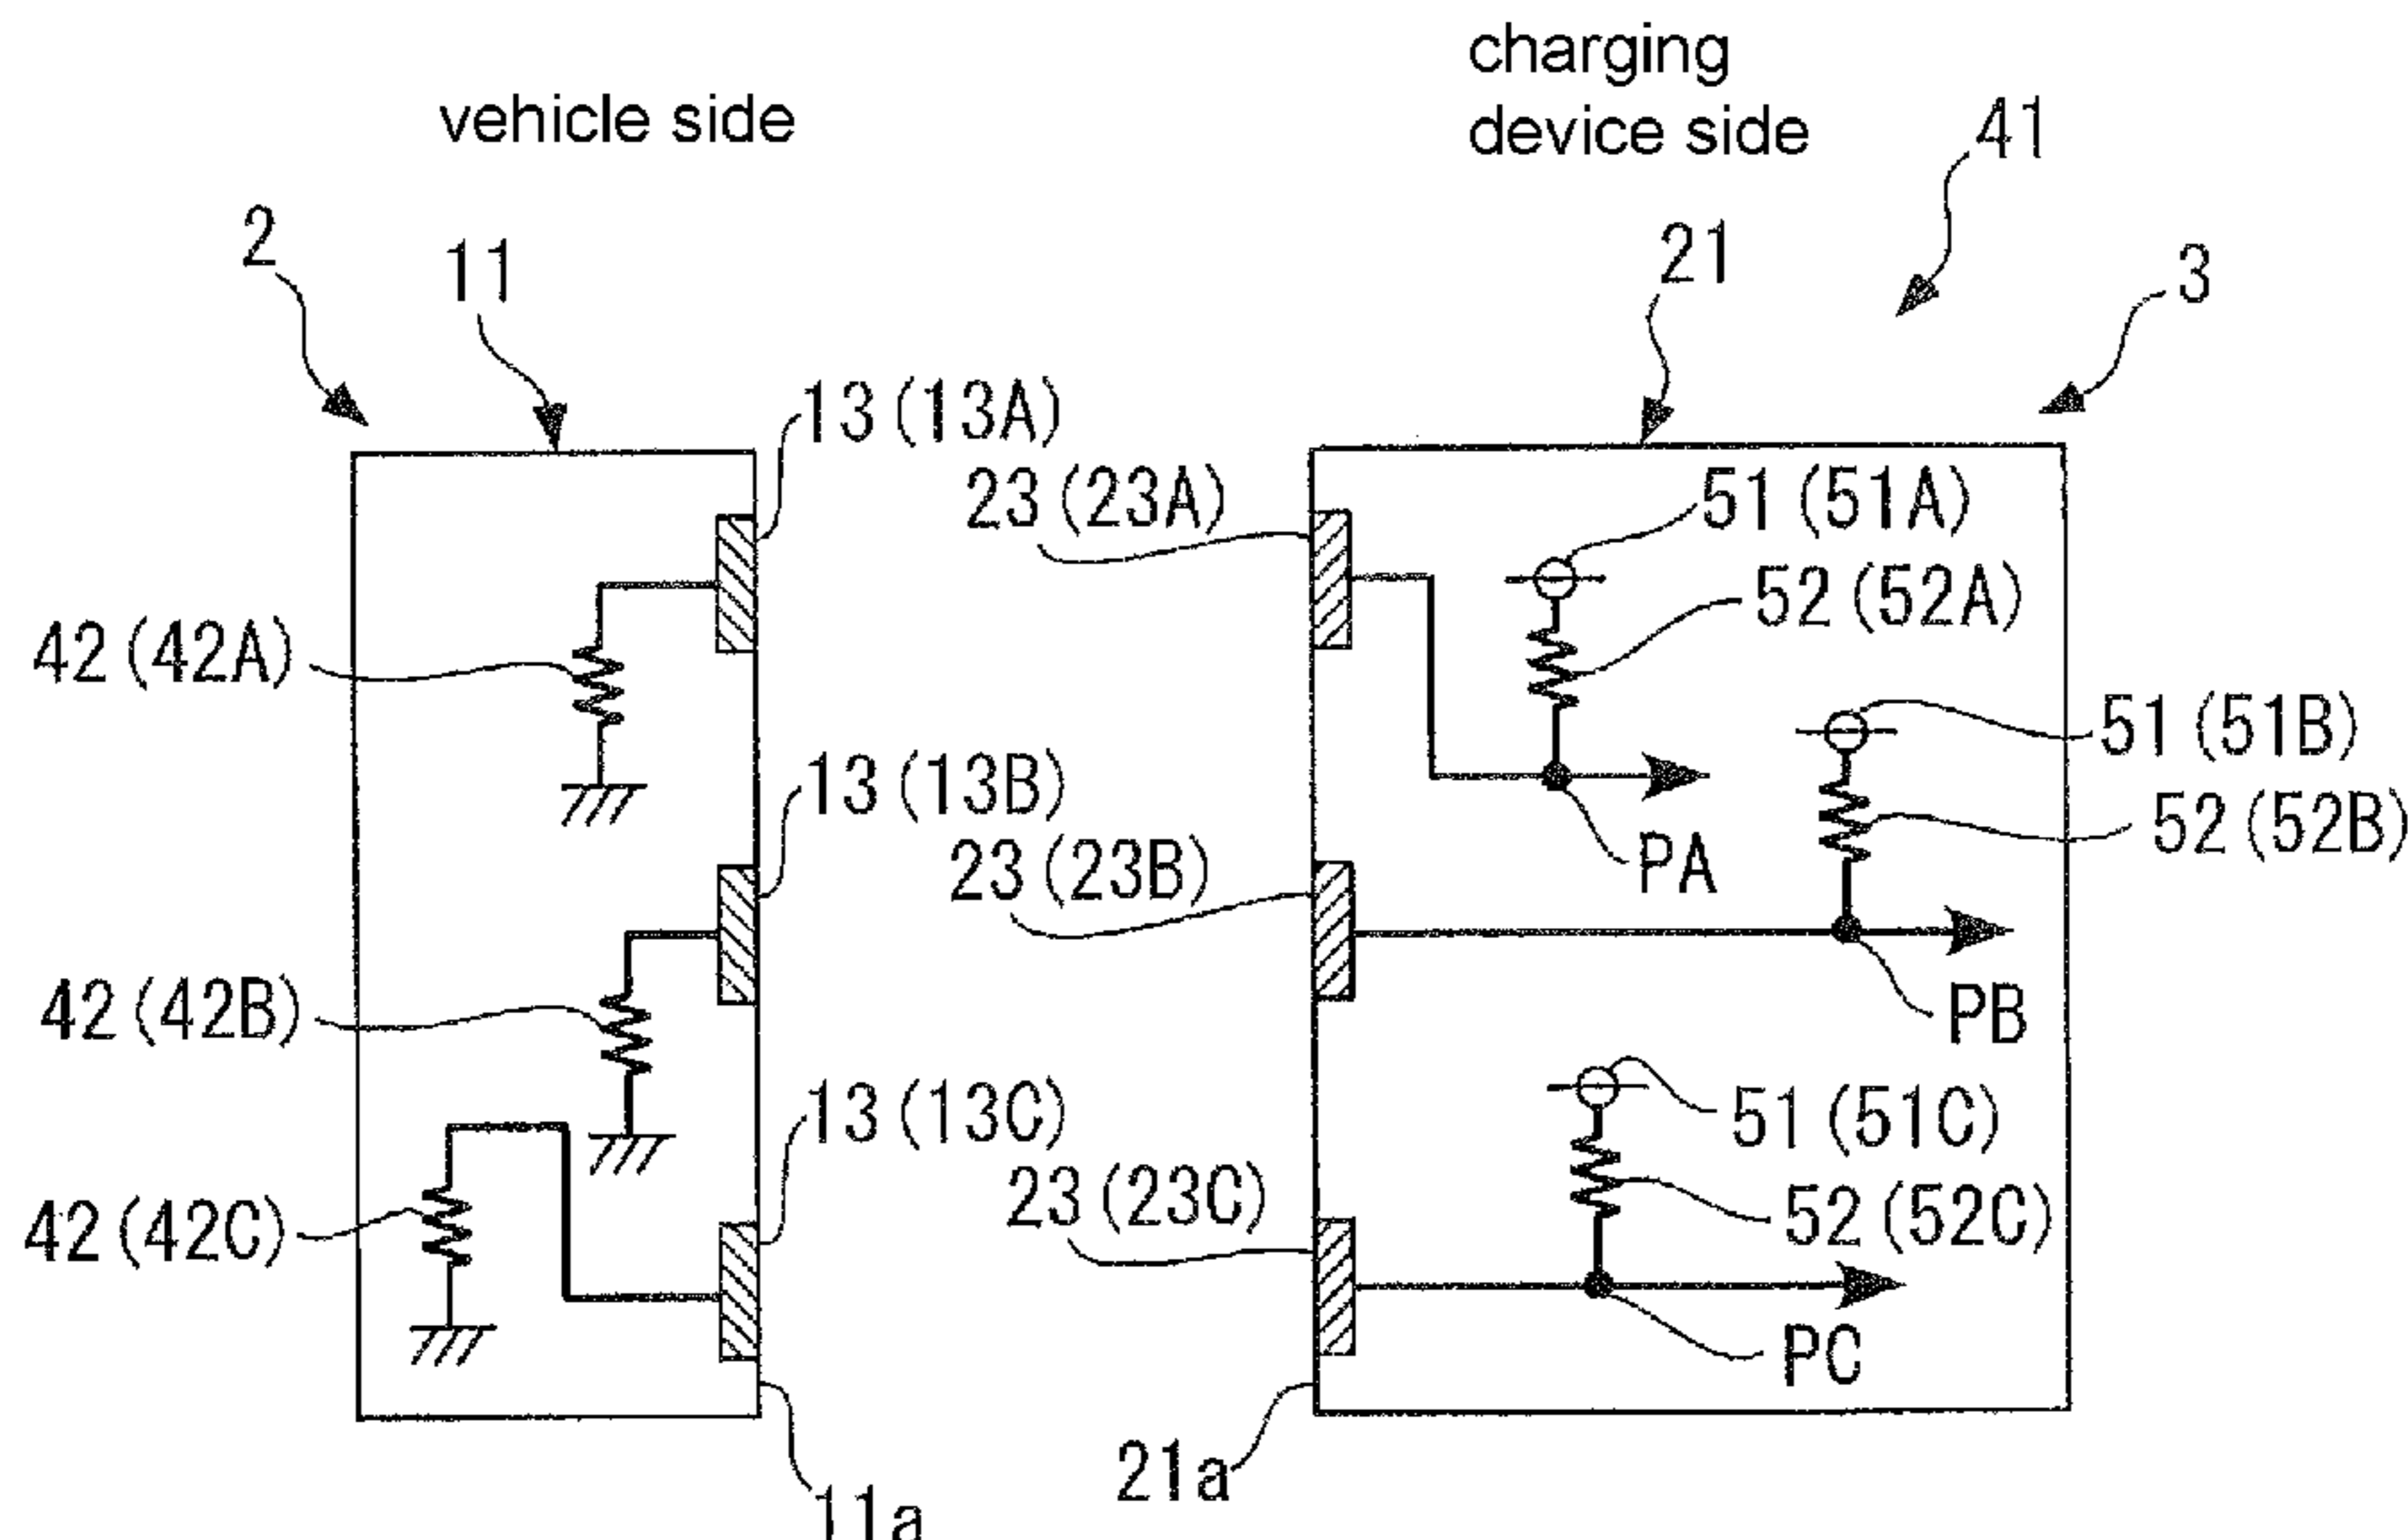 charging
device side
vehicle side
41
2
11
21
3
13 (13A)
23 (23A)
51 (51A)
52 (52A)
42 (42A)
51 (51B)
13 (13B)
52 (52B)
23 (23B)
PA
42 (42B)
PB
13 (13C)
51 (51C)
23 (23C)
52 (52C)
42 (42C)
PC
21a
11a